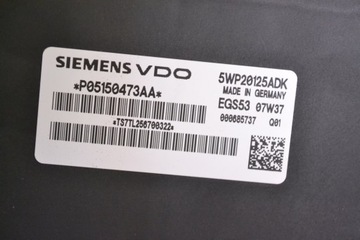 SIEMENS VDO
5WP20125ADK
MADE IN GERMANY
*P05150473AA*
EGS53 07W37
000685737 Q01
*TS7TL256700322*